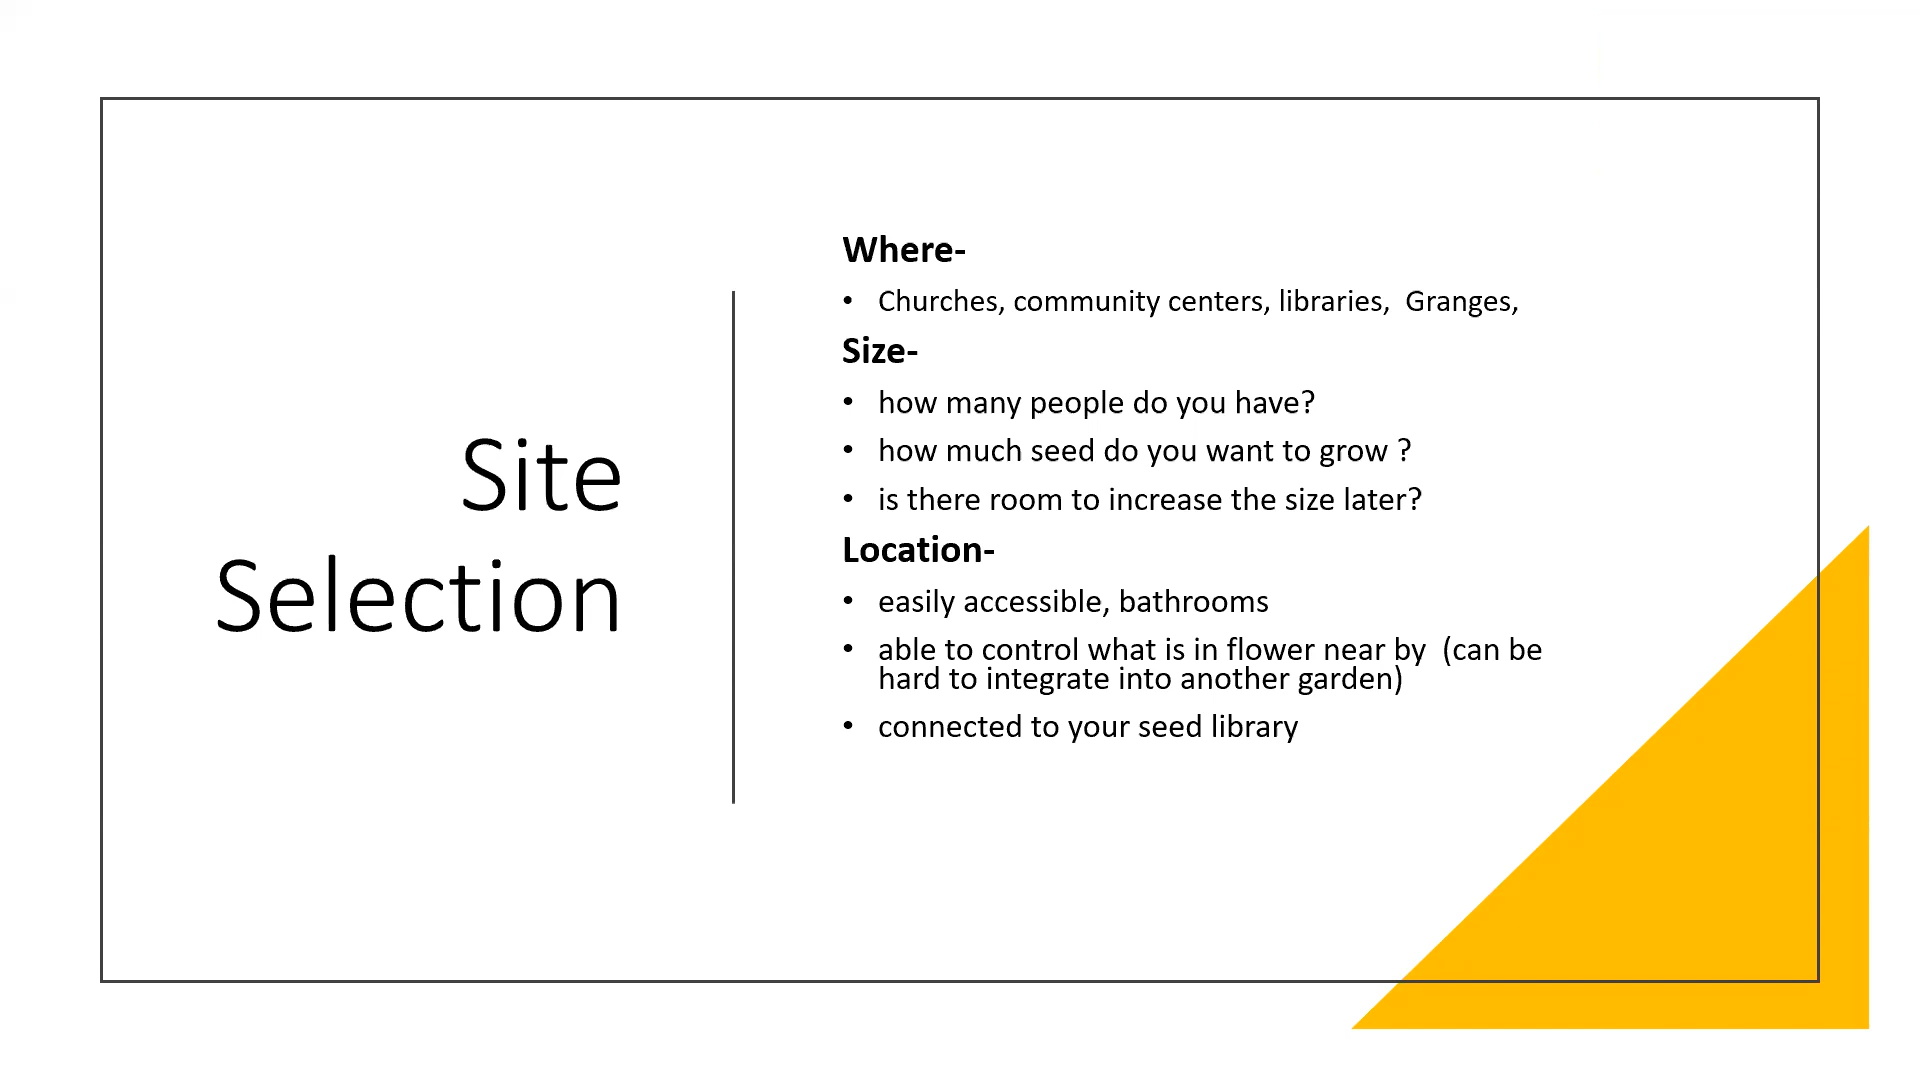 Site
Selection
Where-
• Churches, community centers, libraries,  Granges,
Size-
• how many people do you have?
• how much seed do you want to grow ?
• is there room to increase the size later?
Location-
• easily accessible, bathrooms
• able to control what is in flower near by  (can be
hard to integrate into another garden)
• connected to your seed library